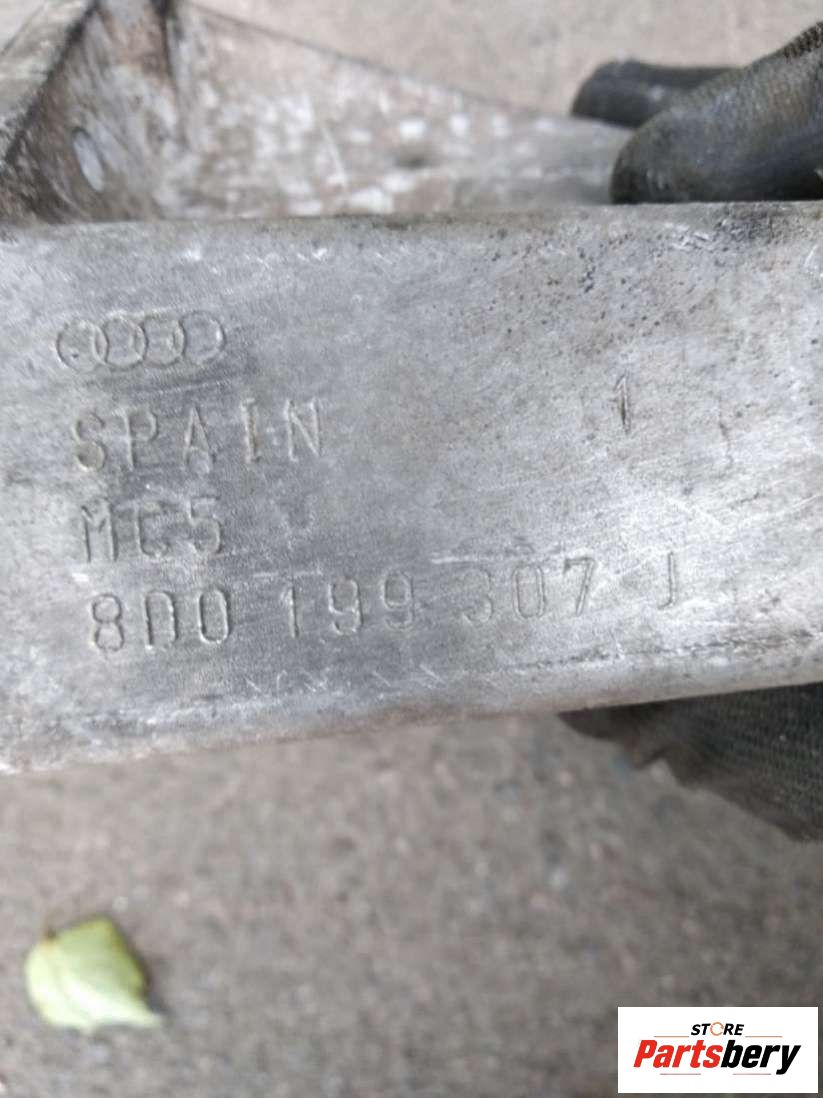 SPAIN
1
MC5
8D0 199 307 J
STORE
Partsbery